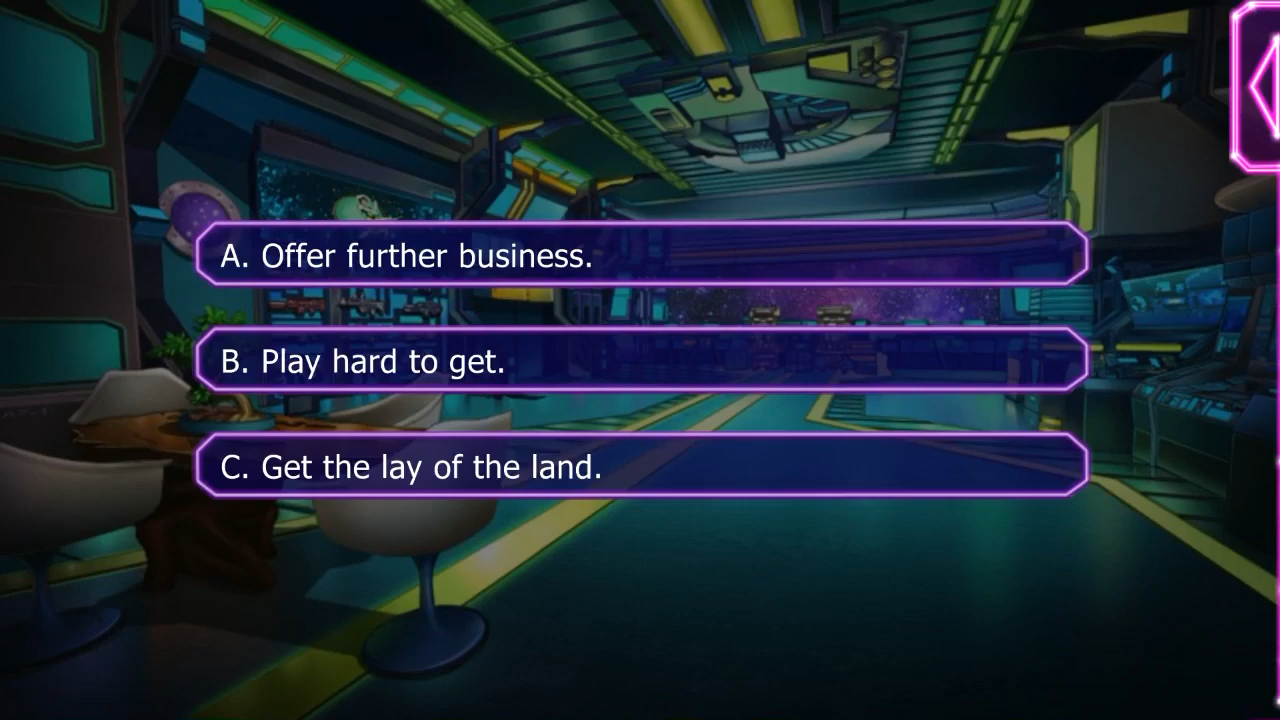 A. Offer further business.
B. Play hard to get.
C. Get the lay of the land.